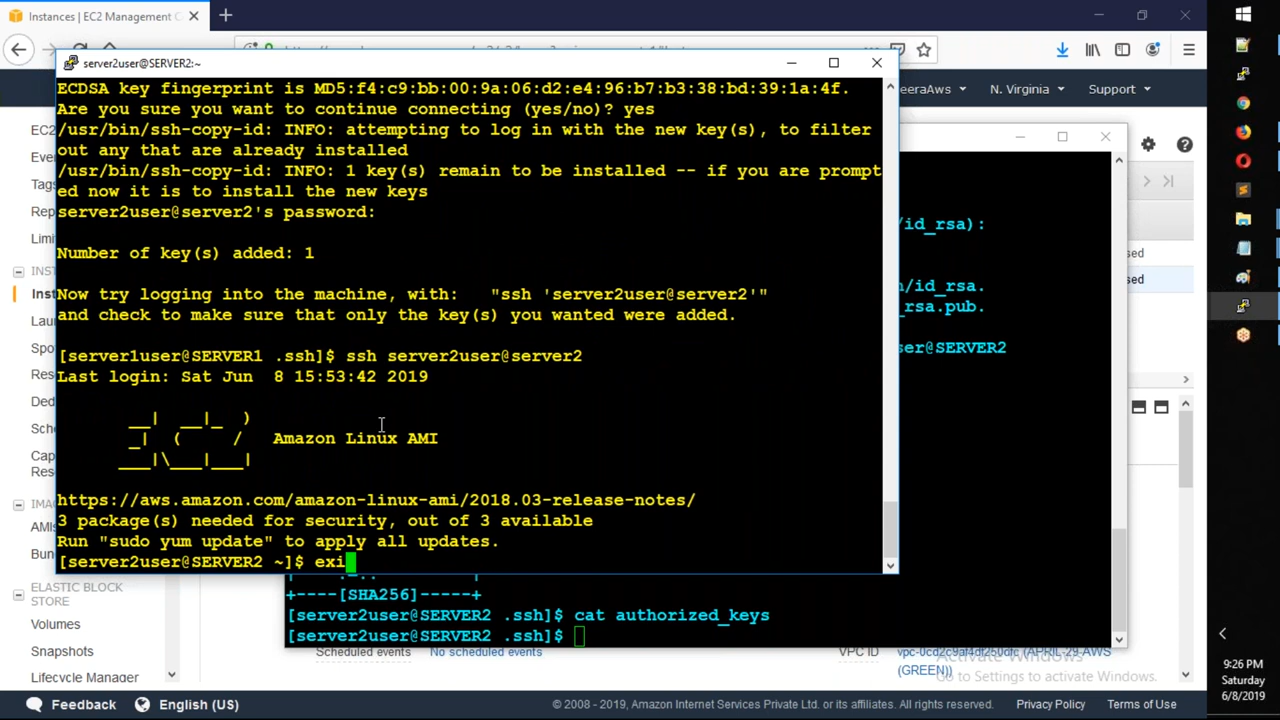 Instances | EC2 Management C
server2user@SERVER2:~
ECDSA key fingerprint is MD5:f4:c9:bb:00:9a:06:d2:e4:96:b7:b3:38:bd:39:1a:4f.
Are you sure you want to continue connecting (yes/no)? yes
/usr/bin/ssh-copy-id: INFO: attempting to log in with the new key(s), to filter
out any that are already installed
/usr/bin/ssh-copy-id: INFO: 1 key(s) remain to be installed -- if you are prompt
ed now it is to install the new keys
server2user@server2's password:
Number of key(s) added: 1
Now try logging into the machine, with:   "ssh 'server2user@server2'"
and check to make sure that only the key(s) you wanted were added.
[server1user@SERVER1 .ssh]$ ssh server2user@server2
Last login: Sat Jun  8 15:53:42 2019
__|  __|_  )
_|  (     /   Amazon Linux AMI
___|\___|___|
https://aws.amazon.com/amazon-linux-ami/2018.03-release-notes/
3 package(s) needed for security, out of 3 available
Run "sudo yum update" to apply all updates.
[server2user@SERVER2 ~]$ exi
eeraAws
N. Virginia
Support
/id_rsa):
n/id_rsa.
_rsa.pub.
ser@SERVER2
sed
sed
+----[SHA256]-----+
[server2user@SERVER2 .ssh]$ cat authorized_keys
[server2user@SERVER2 .ssh]$
EC
Eve
Tags
Rep
Limi
INS
Inst
Lau
Spo
Res
Ded
Sch
Cap
Res
IMA
AMIs
Bun
ELASTIC BLOCK
STORE
Volumes
Snapshots
Lifecycle Manager
Scheduled events
No scheduled events
VPC ID
vpc-0cd2c9af4df250dfc (APRIL-29-AWS
(GREEN))
Activate Windows
Go to Settings to activate Windows.
Feedback
English (US)
© 2008 - 2019, Amazon Internet Services Private Ltd. or its affiliates. All rights reserved.
Privacy Policy
Terms of Use
9:26 PM
Saturday
6/8/2019